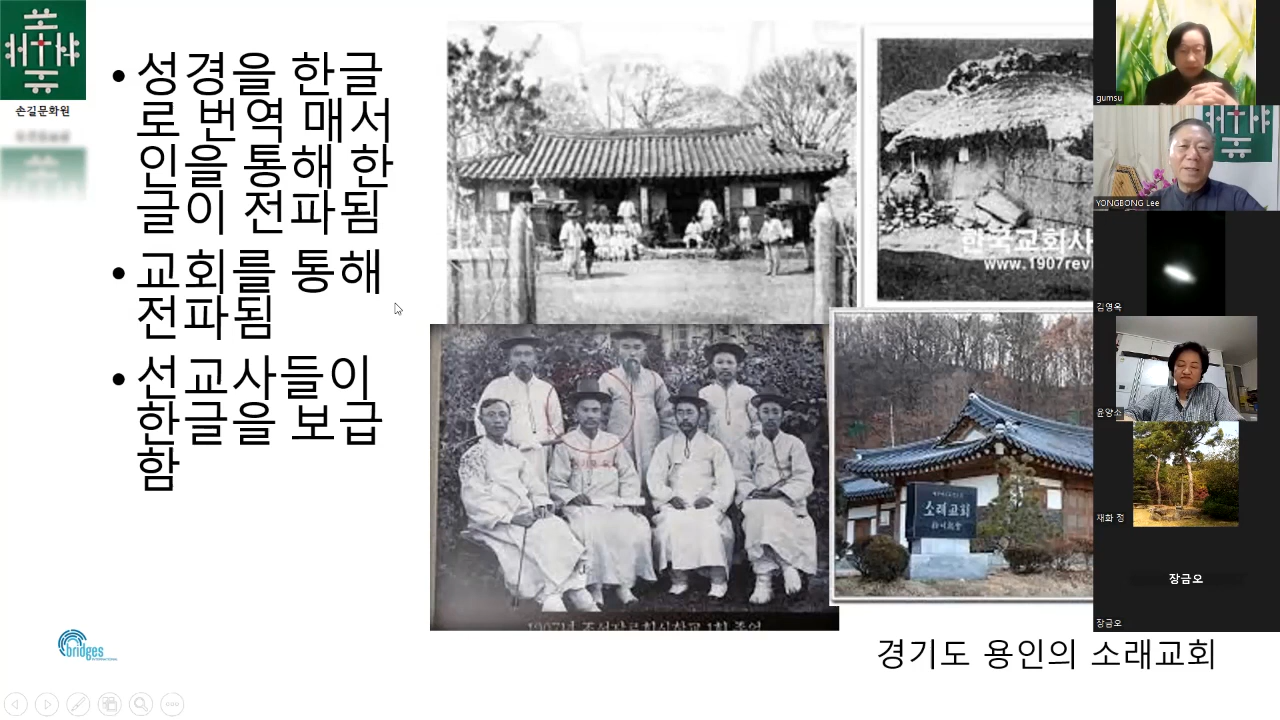 손길문화원
• 성경을 한글
로 번역 매서
인을 통해 한
글이 전파됨
• 교회를 통해
전파됨
• 선교사들이
한글을 보급
함
한국교회사
www.1907rev
소래교회
경기도 용인의 소래교회
bridges
gumsu
YONGBONG Lee
김영옥
윤양소
재화 정
장금오
장금오